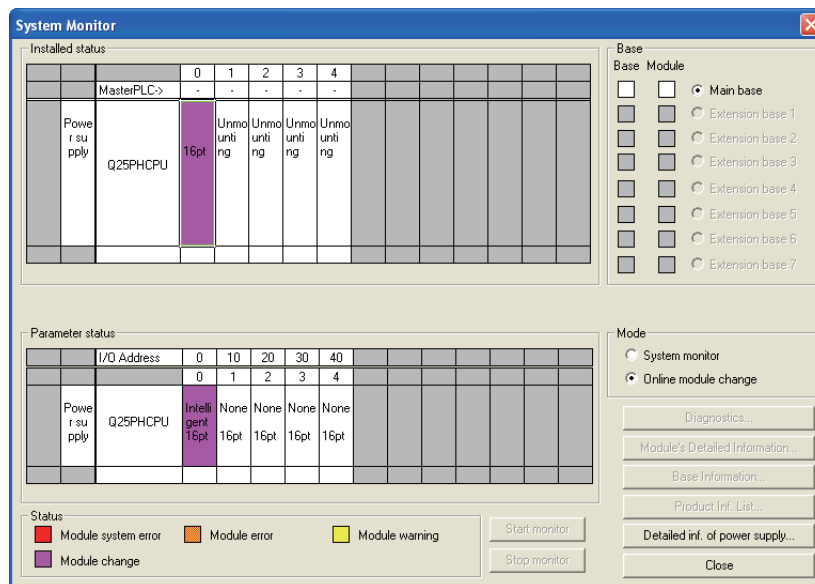 System Monitor
Installed status
0 1 2 3 4
MasterPLC-> - - - - -
Powe
r su
pply
Q25PHCPU
16pt
Unmo
unti
ng
Unmo
unti
ng
Unmo
unti
ng
Unmo
unti
ng
Base
Base Module
Main base
Extension base 1
Extension base 2
Extension base 3
Extension base 4
Extension base 5
Extension base 6
Extension base 7
Parameter status
I/O Address 0 10 20 30 40
0 1 2 3 4
Powe
r su
pply
Q25PHCPU
Intelli
gent
16pt
None
16pt
None
16pt
None
16pt
None
16pt
Mode
System monitor
Online module change
Diagnostics...
Module's Detailed Information...
Base Information...
Product Inf. List...
Detailed inf. of power supply...
Close
Status
Module system error
Module error
Module warning
Module change
Start monitor
Stop monitor